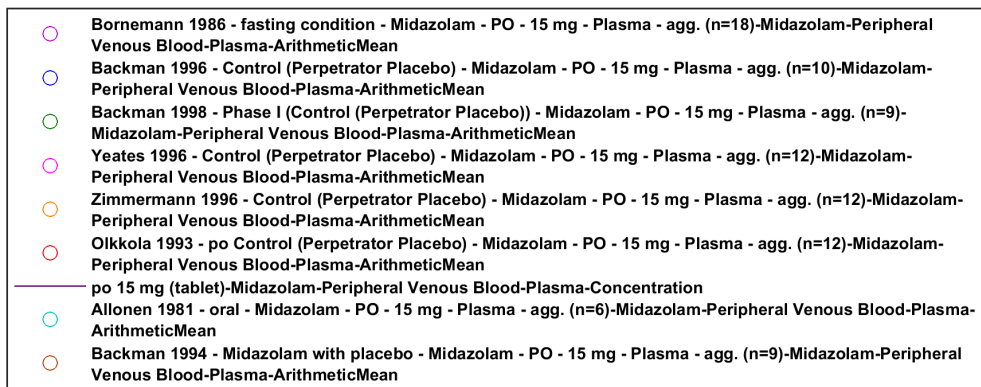 Bornemann 1986 - fasting condition - Midazolam - PO - 15 mg - Plasma - agg. (n=18)-Midazolam-Peripheral
Venous Blood-Plasma-ArithmeticMean
Backman 1996 - Control (Perpetrator Placebo) - Midazolam - PO - 15 mg - Plasma - agg. (n=10)-Midazolam-
Peripheral Venous Blood-Plasma-ArithmeticMean
Backman 1998 - Phase I (Control (Perpetrator Placebo)) - Midazolam - PO - 15 mg - Plasma - agg. (n=9)-
Midazolam-Peripheral Venous Blood-Plasma-ArithmeticMean
Yeates 1996 - Control (Perpetrator Placebo) - Midazolam - PO - 15 mg - Plasma - agg. (n=12)-Midazolam-
Peripheral Venous Blood-Plasma-ArithmeticMean
Zimmermann 1996 - Control (Perpetrator Placebo) - Midazolam - PO - 15 mg - Plasma - agg. (n=12)-Midazolam-
Peripheral Venous Blood-Plasma-ArithmeticMean
Olkkola 1993 - po Control (Perpetrator Placebo) - Midazolam - PO - 15 mg - Plasma - agg. (n=12)-Midazolam-
Peripheral Venous Blood-Plasma-ArithmeticMean
po 15 mg (tablet)-Midazolam-Peripheral Venous Blood-Plasma-Concentration
Allonen 1981 - oral - Midazolam - PO - 15 mg - Plasma - agg. (n=6)-Midazolam-Peripheral Venous Blood-Plasma-
ArithmeticMean
Backman 1994 - Midazolam with placebo - Midazolam - PO - 15 mg - Plasma - agg. (n=9)-Midazolam-Peripheral
Venous Blood-Plasma-ArithmeticMean